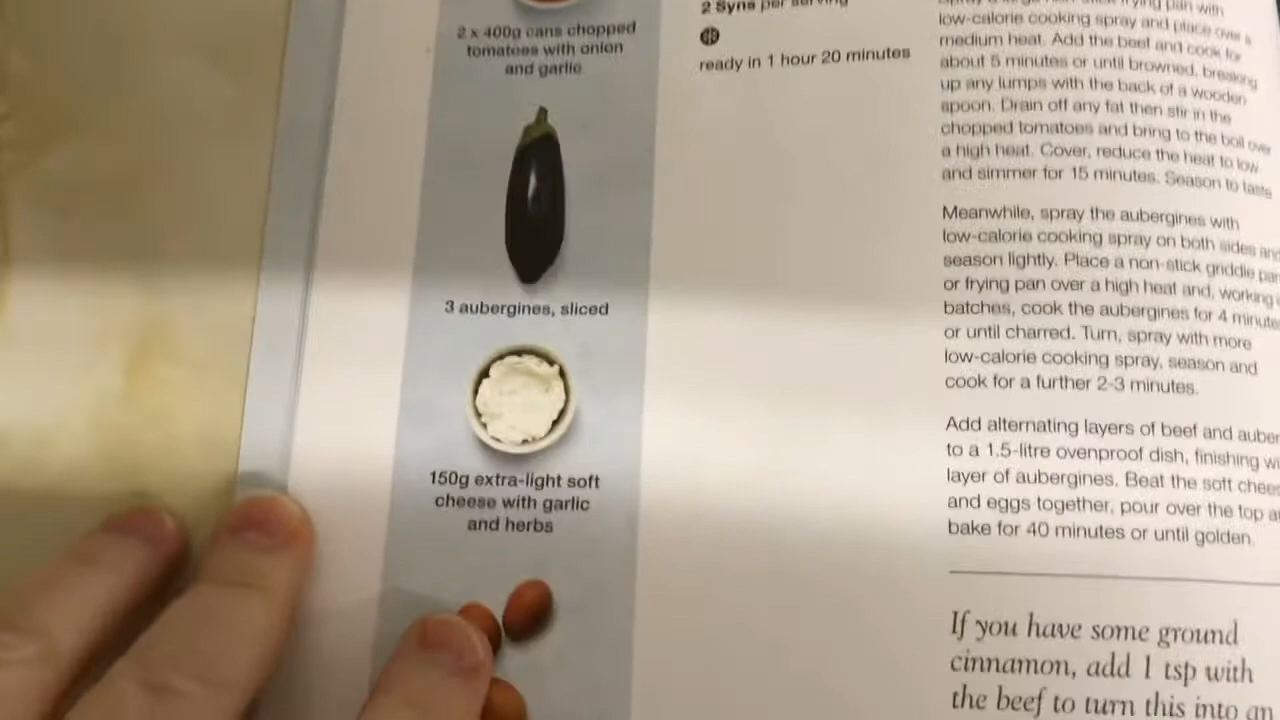 2 x 400g cans chopped
tomatoes with onion
and garlic
3 aubergines, sliced
150g extra-light soft
cheese with garlic
and herbs
2 Syns per serving
ready in 1 hour 20 minutes
frying pan with
low-calorie cooking spray and place over a
medium heat. Add the beef and cook for
about 5 minutes or until browned, breaking
up any lumps with the back of a wooden
spoon. Drain off any fat then stir in the
chopped tomatoes and bring to the boil over
a high heat. Cover, reduce the heat to low
and simmer for 15 minutes. Season to taste
Meanwhile, spray the aubergines with
low-calorie cooking spray on both sides and
season lightly. Place a non-stick griddle pan
or frying pan over a high heat and, working
batches, cook the aubergines for 4 minute
or until charred. Turn, spray with more
low-calorie cooking spray, season and
cook for a further 2-3 minutes.
Add alternating layers of beef and auber
to a 1.5-litre ovenproof dish, finishing wi
layer of aubergines. Beat the soft chees
and eggs together, pour over the top a
bake for 40 minutes or until golden.
If you have some ground
cinnamon, add 1 tsp with
the beef to turn this into an